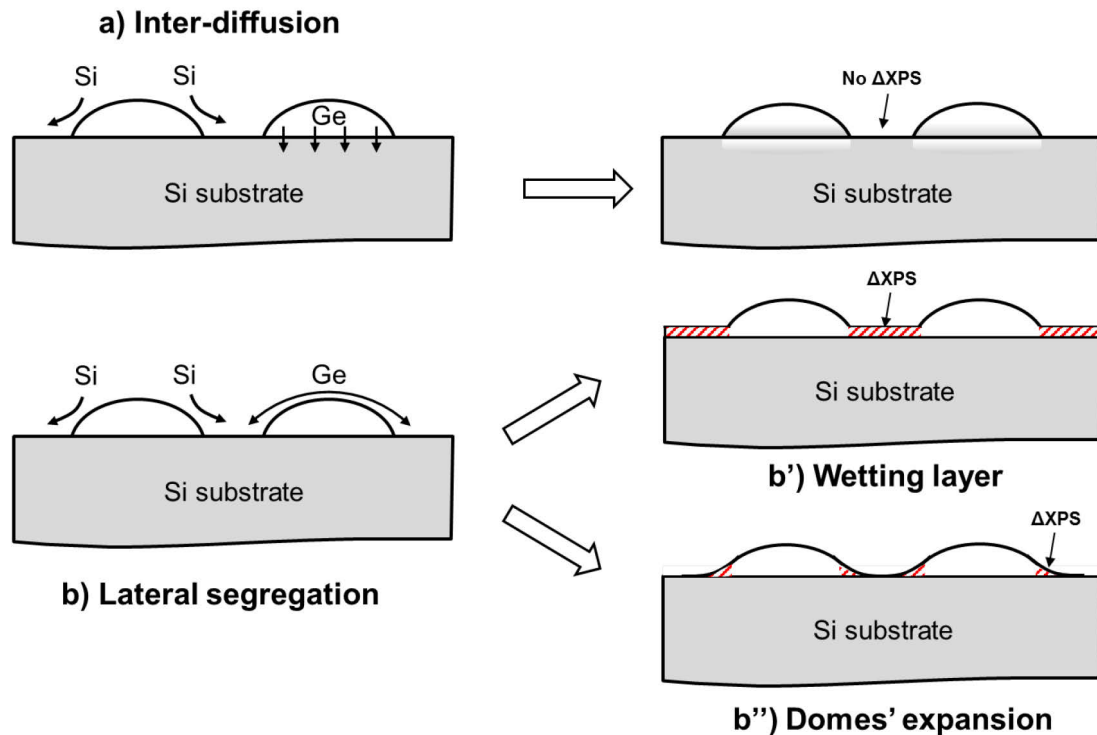 a) Inter-diffusion
Si Si
Ge
Si substrate
No ΔXPS
Si substrate
Si Si
Ge
Si substrate
b) Lateral segregation
ΔXPS
Si substrate
b') Wetting layer
ΔXPS
Si substrate
b'') Domes' expansion